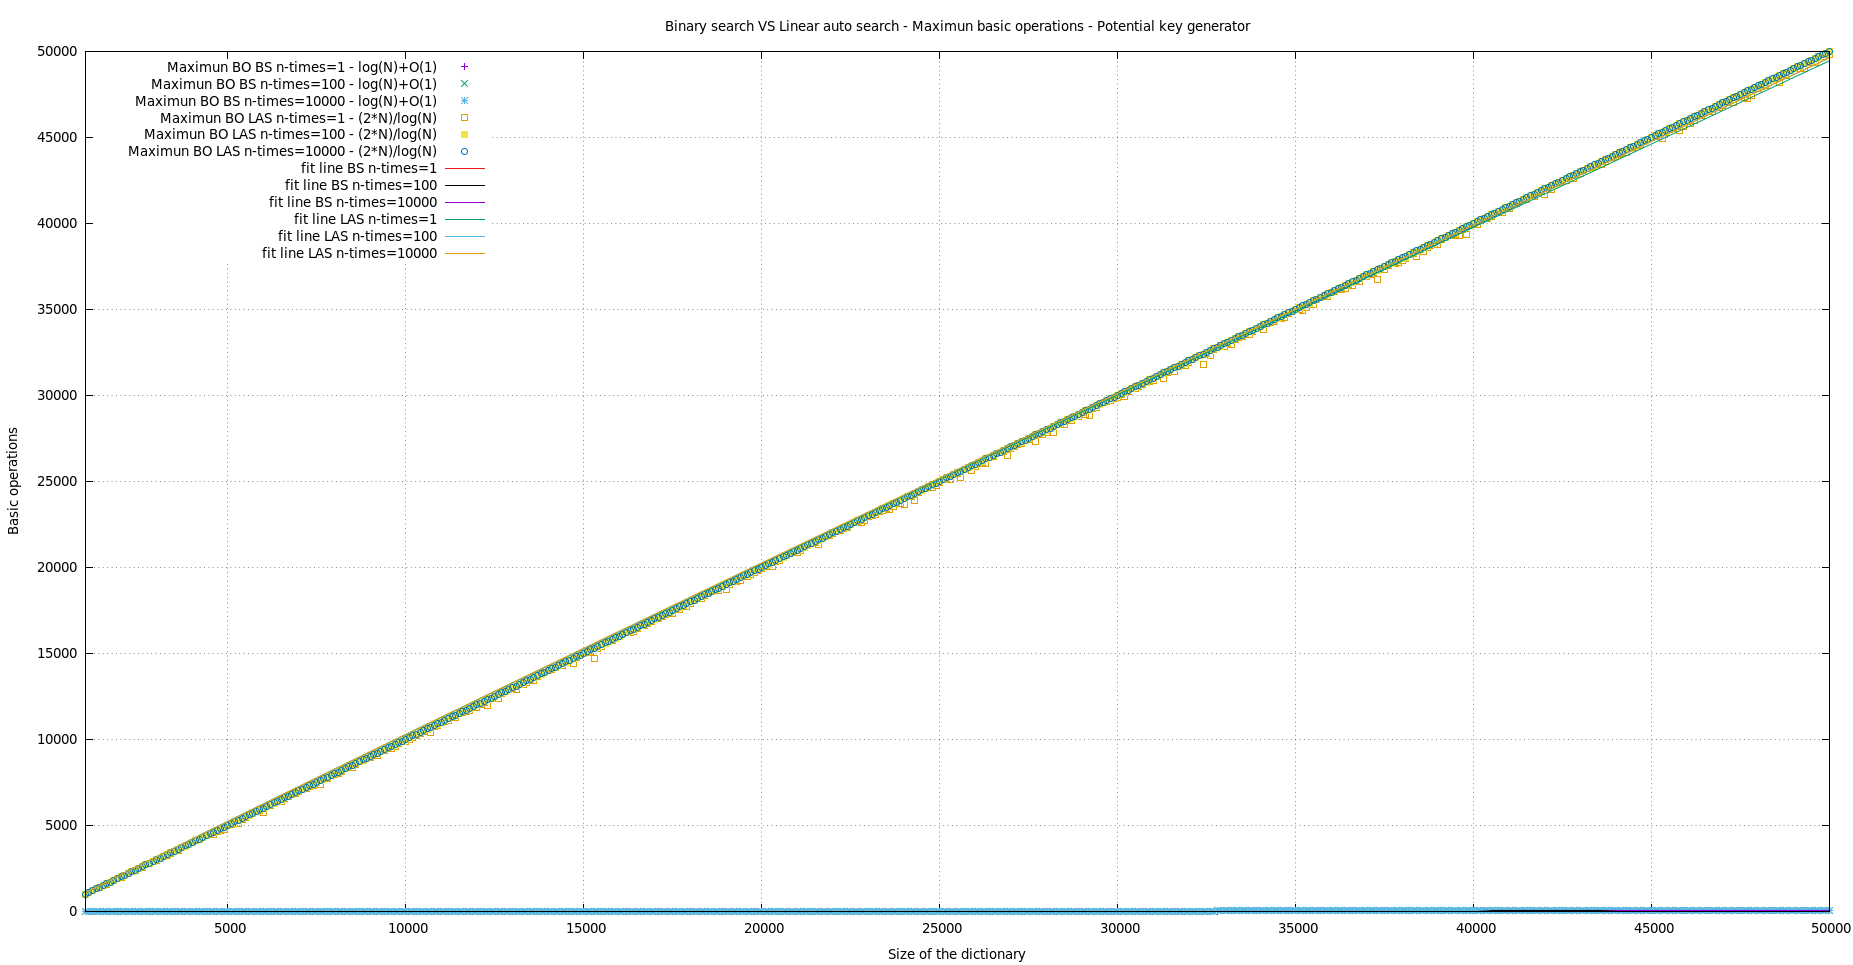 Binary search VS Linear auto search - Maximun basic operations - Potential key generator
Maximun BO BS n-times=1 - log(N)+O(1)
Maximun BO BS n-times=100 - log(N)+O(1)
Maximun BO BS n-times=10000 - log(N)+O(1)
Maximun BO LAS n-times=1 - (2*N)/log(N)
Maximun BO LAS n-times=100 - (2*N)/log(N)
Maximun BO LAS n-times=10000 - (2*N)/log(N)
fit line BS n-times=1
fit line BS n-times=100
fit line BS n-times=10000
fit line LAS n-times=1
fit line LAS n-times=100
fit line LAS n-times=10000
50000
45000
40000
35000
30000
25000
20000
15000
10000
5000
0
Basic operations
5000 10000 15000 20000 25000 30000 35000 40000 45000 50000
Size of the dictionary